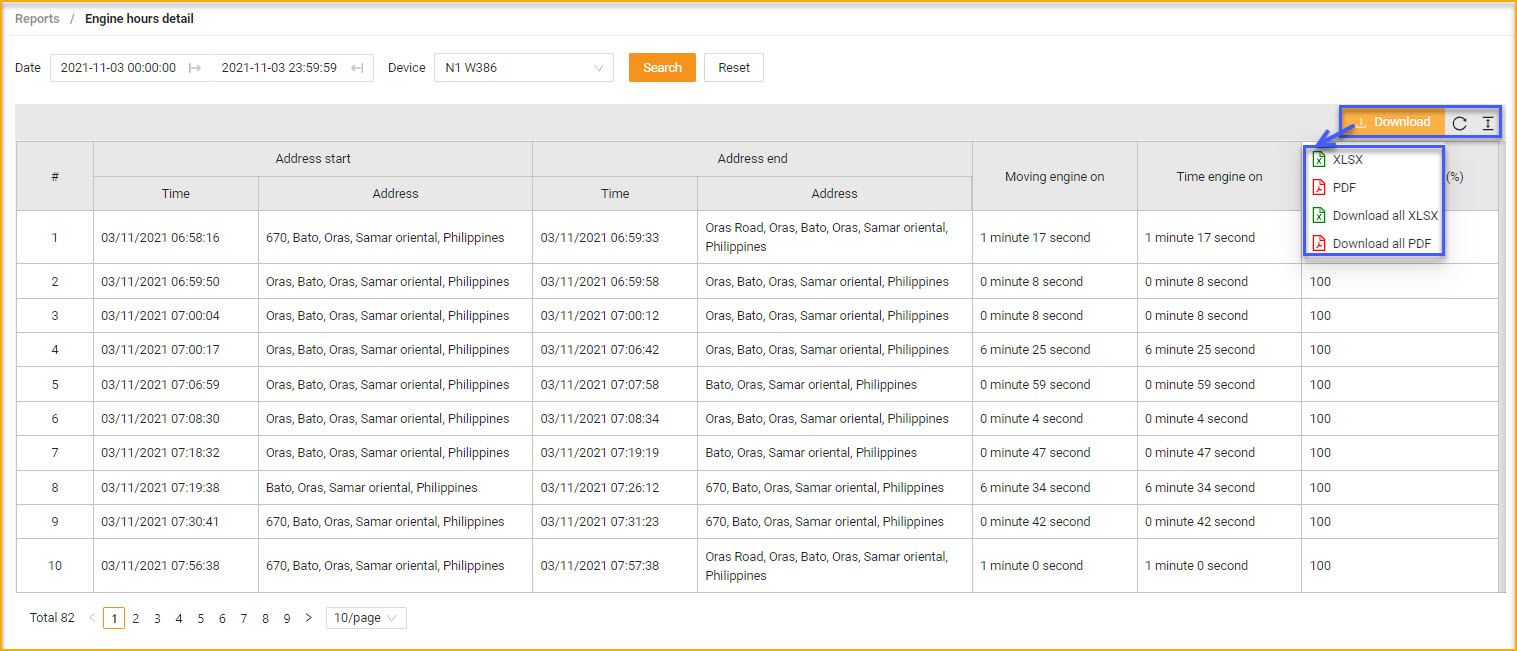 Reports / Engine hours detail
Date 2021-11-03 00:00:00 2021-11-03 23:59:59 Device N1 W386 Search Reset
Download
XLSX
PDF
Download all XLSX
Download all PDF
# Address start Address end Moving engine on Time engine on (%)
Time Address Time Address
1 03/11/2021 06:58:16 670, Bato, Oras, Samar oriental, Philippines 03/11/2021 06:59:33 Oras Road, Oras, Bato, Oras, Samar oriental, Philippines 1 minute 17 second 1 minute 17 second
2 03/11/2021 06:59:50 Oras, Bato, Oras, Samar oriental, Philippines 03/11/2021 06:59:58 Oras, Bato, Oras, Samar oriental, Philippines 0 minute 8 second 0 minute 8 second 100
3 03/11/2021 07:00:04 Oras, Bato, Oras, Samar oriental, Philippines 03/11/2021 07:00:12 Oras, Bato, Oras, Samar oriental, Philippines 0 minute 8 second 0 minute 8 second 100
4 03/11/2021 07:00:17 Oras, Bato, Oras, Samar oriental, Philippines 03/11/2021 07:06:42 Oras, Bato, Oras, Samar oriental, Philippines 6 minute 25 second 6 minute 25 second 100
5 03/11/2021 07:06:59 Oras, Bato, Oras, Samar oriental, Philippines 03/11/2021 07:07:58 Bato, Oras, Samar oriental, Philippines 0 minute 59 second 0 minute 59 second 100
6 03/11/2021 07:08:30 Oras, Bato, Oras, Samar oriental, Philippines 03/11/2021 07:08:34 Oras, Bato, Oras, Samar oriental, Philippines 0 minute 4 second 0 minute 4 second 100
7 03/11/2021 07:18:32 Oras, Bato, Oras, Samar oriental, Philippines 03/11/2021 07:19:19 Bato, Oras, Samar oriental, Philippines 0 minute 47 second 0 minute 47 second 100
8 03/11/2021 07:19:38 Bato, Oras, Samar oriental, Philippines 03/11/2021 07:26:12 670, Bato, Oras, Samar oriental, Philippines 6 minute 34 second 6 minute 34 second 100
9 03/11/2021 07:30:41 670, Bato, Oras, Samar oriental, Philippines 03/11/2021 07:31:23 670, Bato, Oras, Samar oriental, Philippines 0 minute 42 second 0 minute 42 second 100
10 03/11/2021 07:56:38 670, Bato, Oras, Samar oriental, Philippines 03/11/2021 07:57:38 Oras Road, Oras, Bato, Oras, Samar oriental, Philippines 1 minute 0 second 1 minute 0 second 100
Total 82 < 1 2 3 4 5 6 7 8 9 > 10/page